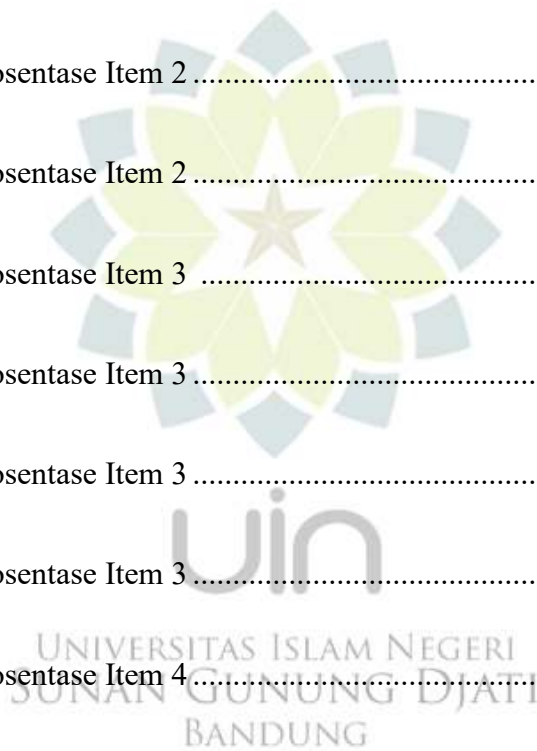 osentase Item 2 ...........................................
osentase Item 2 ...........................................
osentase Item 3 ..........................................
osentase Item 3 ...........................................
osentase Item 3 ...........................................
uin
osentase Item 3 ...........................................
UNIVERSITAS ISLAM NEGERI
osentase Item 4 ...........................................
SUNAN GUNUNG DJATI
BANDUNG